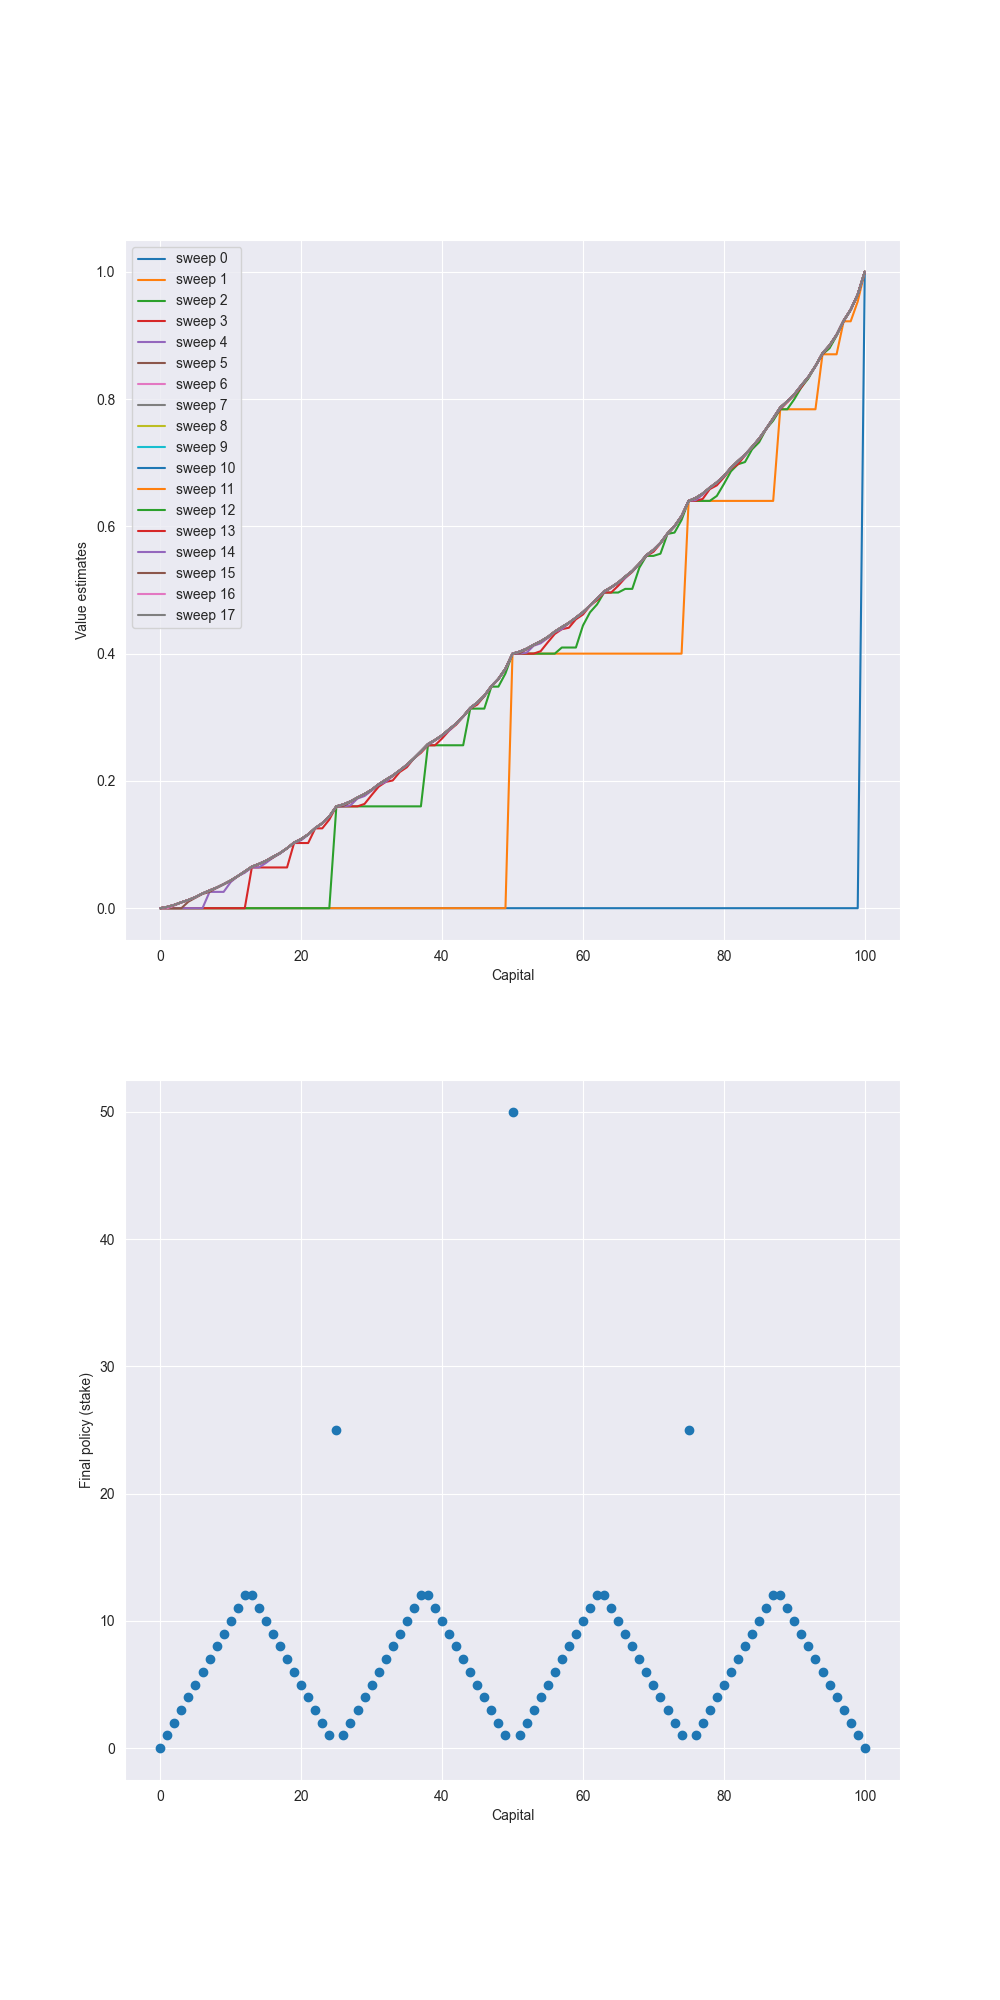 sweep 0
sweep 1
sweep 2
sweep 3
sweep 4
sweep 5
sweep 6
sweep 7
sweep 8
sweep 9
sweep 10
sweep 11
sweep 12
sweep 13
sweep 14
sweep 15
sweep 16
sweep 17
1.0
0.8
0.6
0.4
0.2
0.0
Value estimates
0 20 40 60 80 100
Capital
50
40
30
20
10
0
Final policy (stake)
0 20 40 60 80 100
Capital